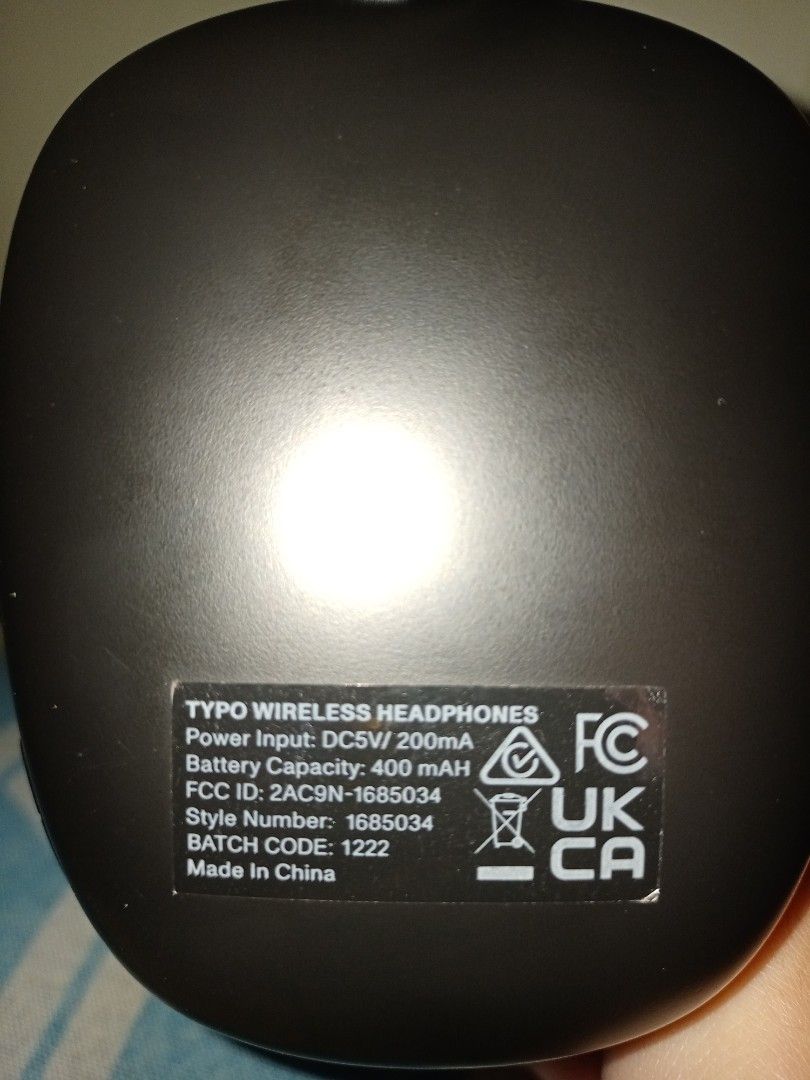 TYPO WIRELESS HEADPHONES
Power Input: DC5V/ 200mA
Battery Capacity: 400 mAH
FCC ID: 2AC9N-1685034
Style Number: 1685034
BATCH CODE: 1222
Made In China
FC
UK
CA